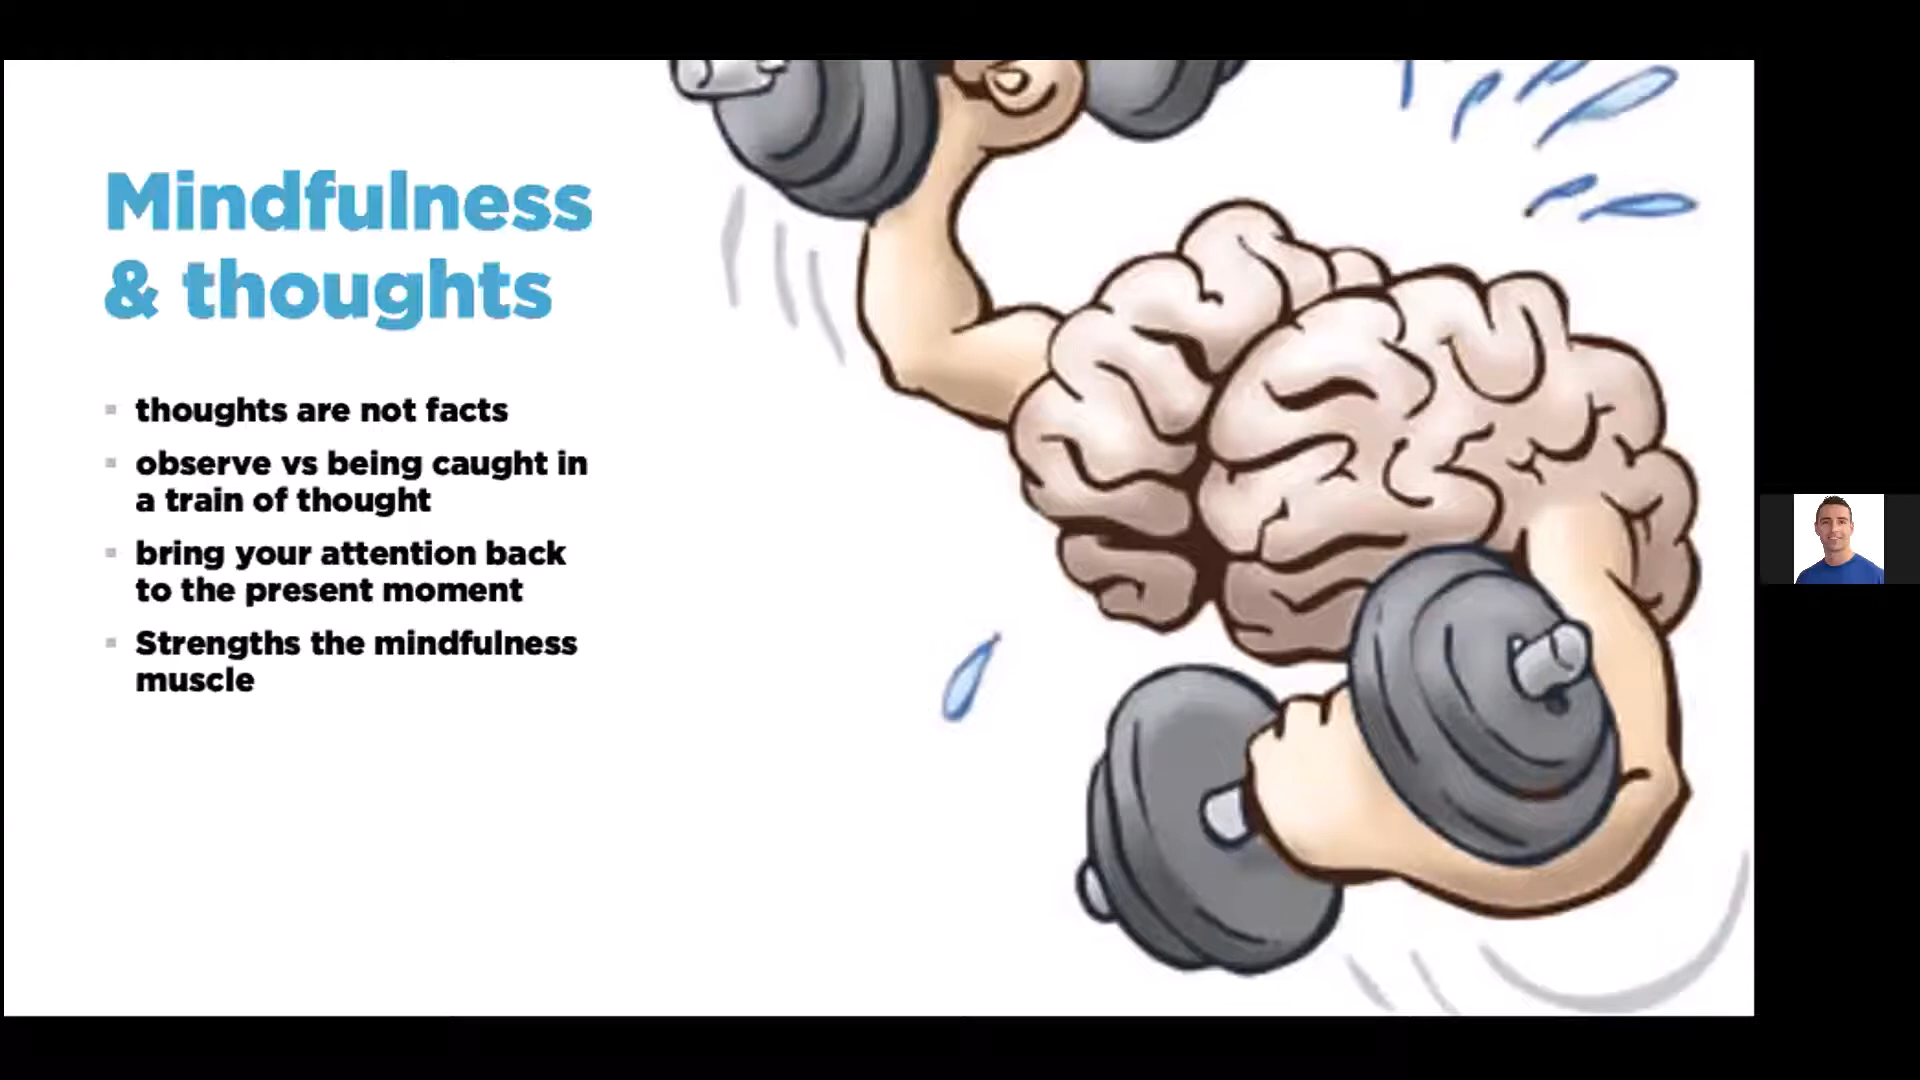 Mindfulness
& thoughts
thoughts are not facts
observe vs being caught in
a train of thought
bring your attention back
to the present moment
Strengths the mindfulness
muscle